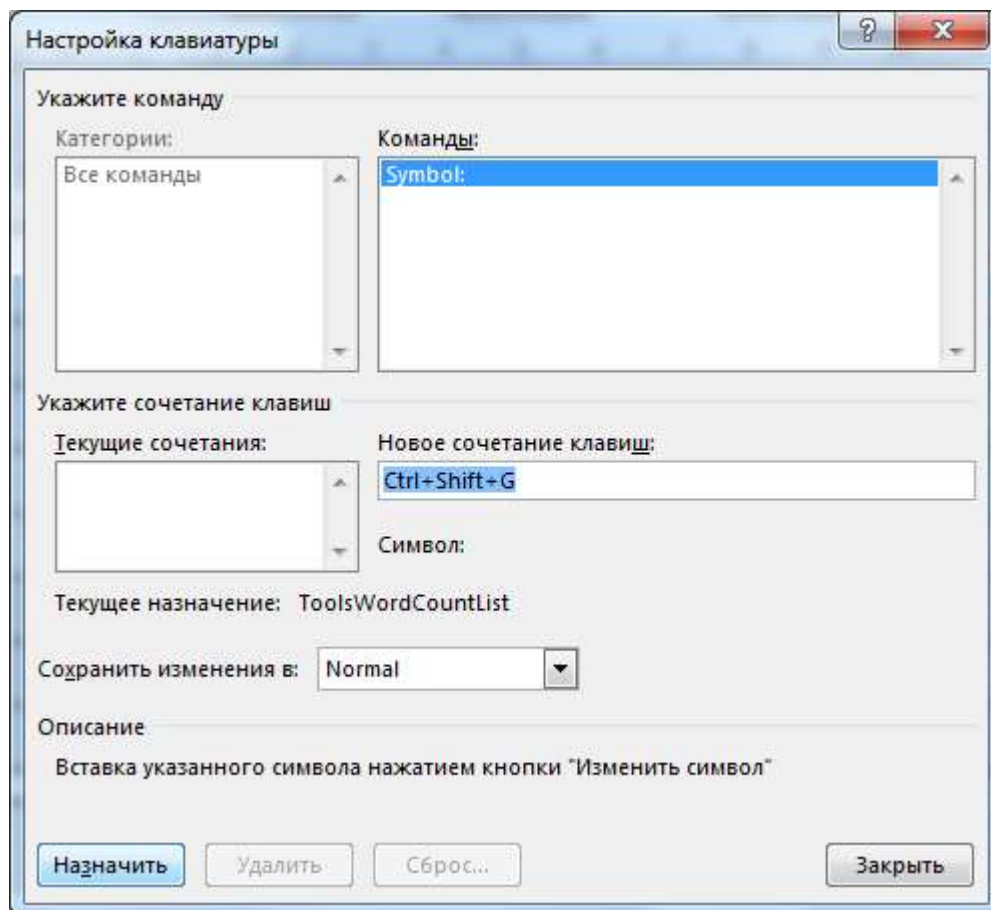 Настройка клавиатуры
Укажите команду
Категории:
Команды:
Все команды
Symbol:
Укажите сочетание клавиш
Текущие сочетания:
Новое сочетание клавиш:
Ctrl+Shift+G
Символ:
Текущее назначение: ToolsWordCountList
Сохранить изменения в: Normal
Описание
Вставка указанного символа нажатием кнопки "Изменить символ"
Назначить
Удалить
Сброс...
Закрыть